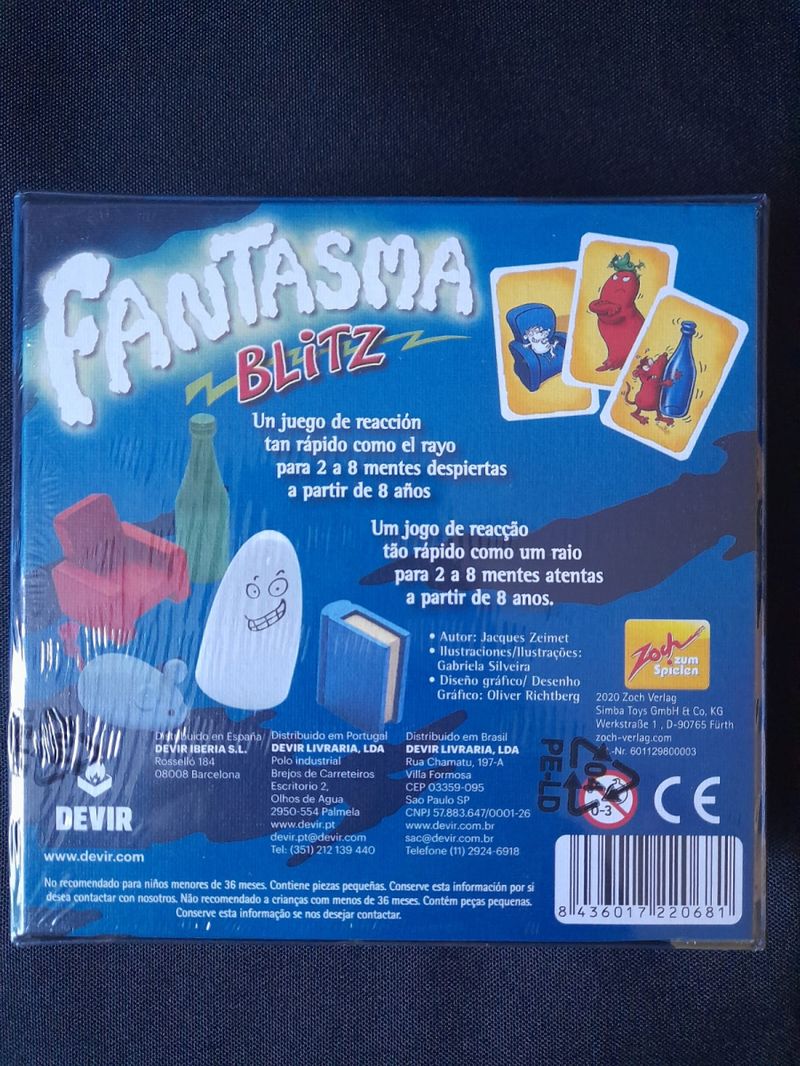 FANTASMA
BLITZ
Un juego de reacción
tan rápido como el rayo
para 2 a 8 mentes despiertas
a partir de 8 años
Um jogo de reacção
tão rápido como um raio
para 2 a 8 mentes atentas
a partir de 8 anos.
• Autor: Jacques Zeimet
• Ilustraciones/Ilustrações:
Gabriela Silveira
• Diseño gráfico/ Desenho
Gráfico: Oliver Richtberg
Zoch
zum
Spielen
2020 Zoch Verlag
Simba Toys GmbH & Co. KG
Werkstraße 1, D-90765 Fürth
zoch-verlag.com
Art.-Nr. 601129800003
Distribuido en España
DEVIR IBERIA S.L.
Rosselló 184
08008 Barcelona
Distribuido em Portugal
DEVIR LIVRARIA, LDA
Polo industrial
Brejos de Carreteiros
Escritorio 2,
Olhos de Agua
2950-554 Palmela
www.devir.pt
devir.pt@devir.com
Tel: (351) 212 139 440
Distribuido em Brasil
DEVIR LIVRARIA, LDA
Rua Chamatu, 197-A
Villa Formosa
CEP 03359-095
Sao Paulo SP
CNPJ 57.883.647/0001-26
www.devir.com.br
sac@devir.com.br
Telefone (11) 2924-6918
DEVIR
www.devir.com
04
PE-LD
0-3
CE
No recomendado para niños menores de 36 meses. Contiene piezas pequeñas. Conserve esta información por si
desea contactar con nosotros. Não recomendado a crianças com menos de 36 meses. Contém peças pequenas.
Conserve esta informação se nos desejar contactar.
8 436017 220681